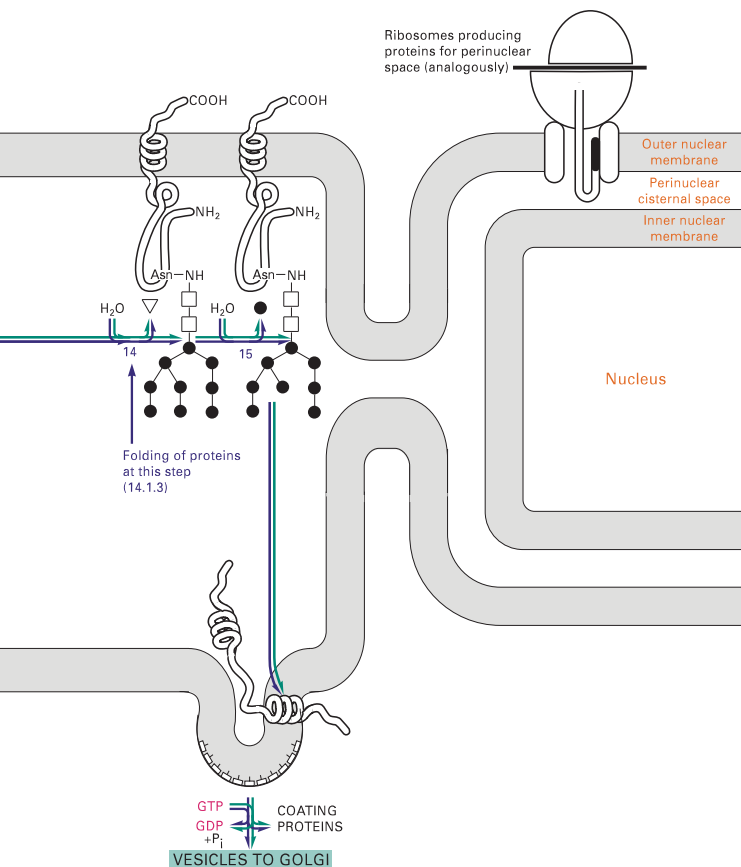 Ribosomes producing
proteins for perinuclear
space (analogously)
COOH
COOH
Outer nuclear
membrane
Perinuclear
cisternal space
Inner nuclear
membrane
NH2
NH2
Asn
NH
Asn
NH
H2O
H2O
14
15
Nucleus
Folding of proteins
at this step
(14.1.3)
GTP
GDP
+Pi
COATING
PROTEINS
VESICLES TO GOLGI